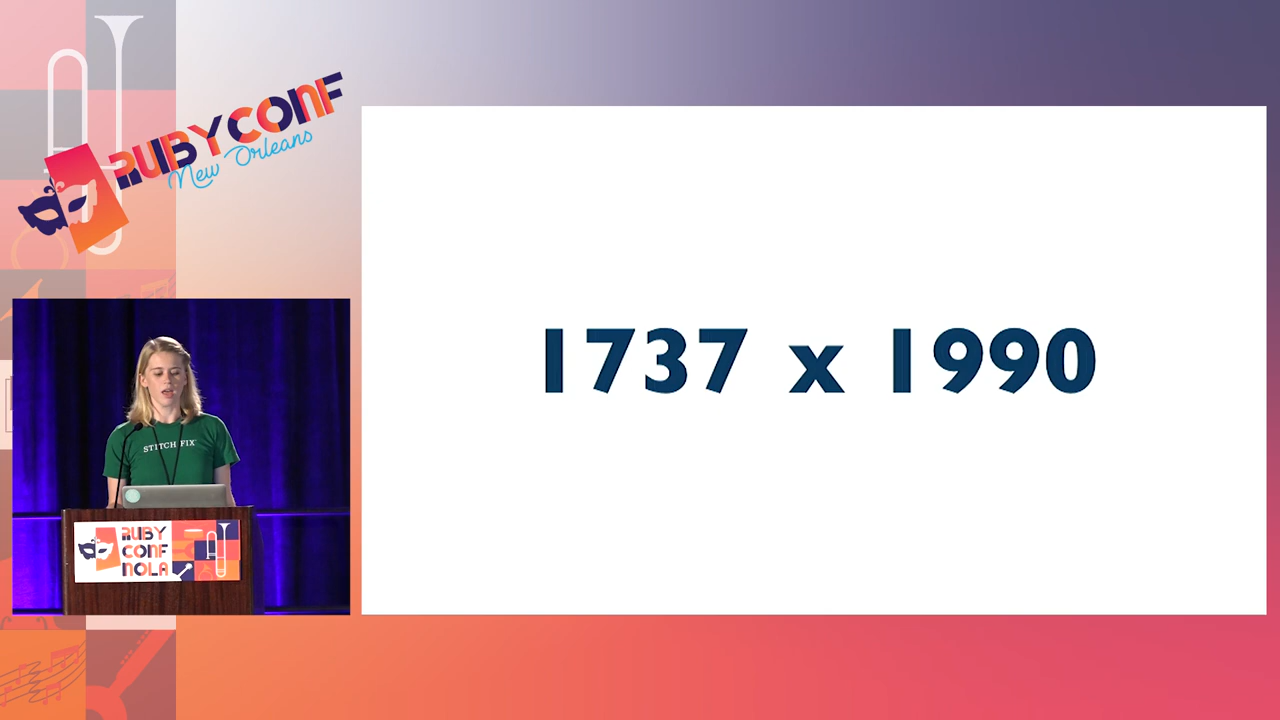 RUBYCONF
New Orleans
1737 x 1990
STITCH FIX
RUBY
CONF
NOLA